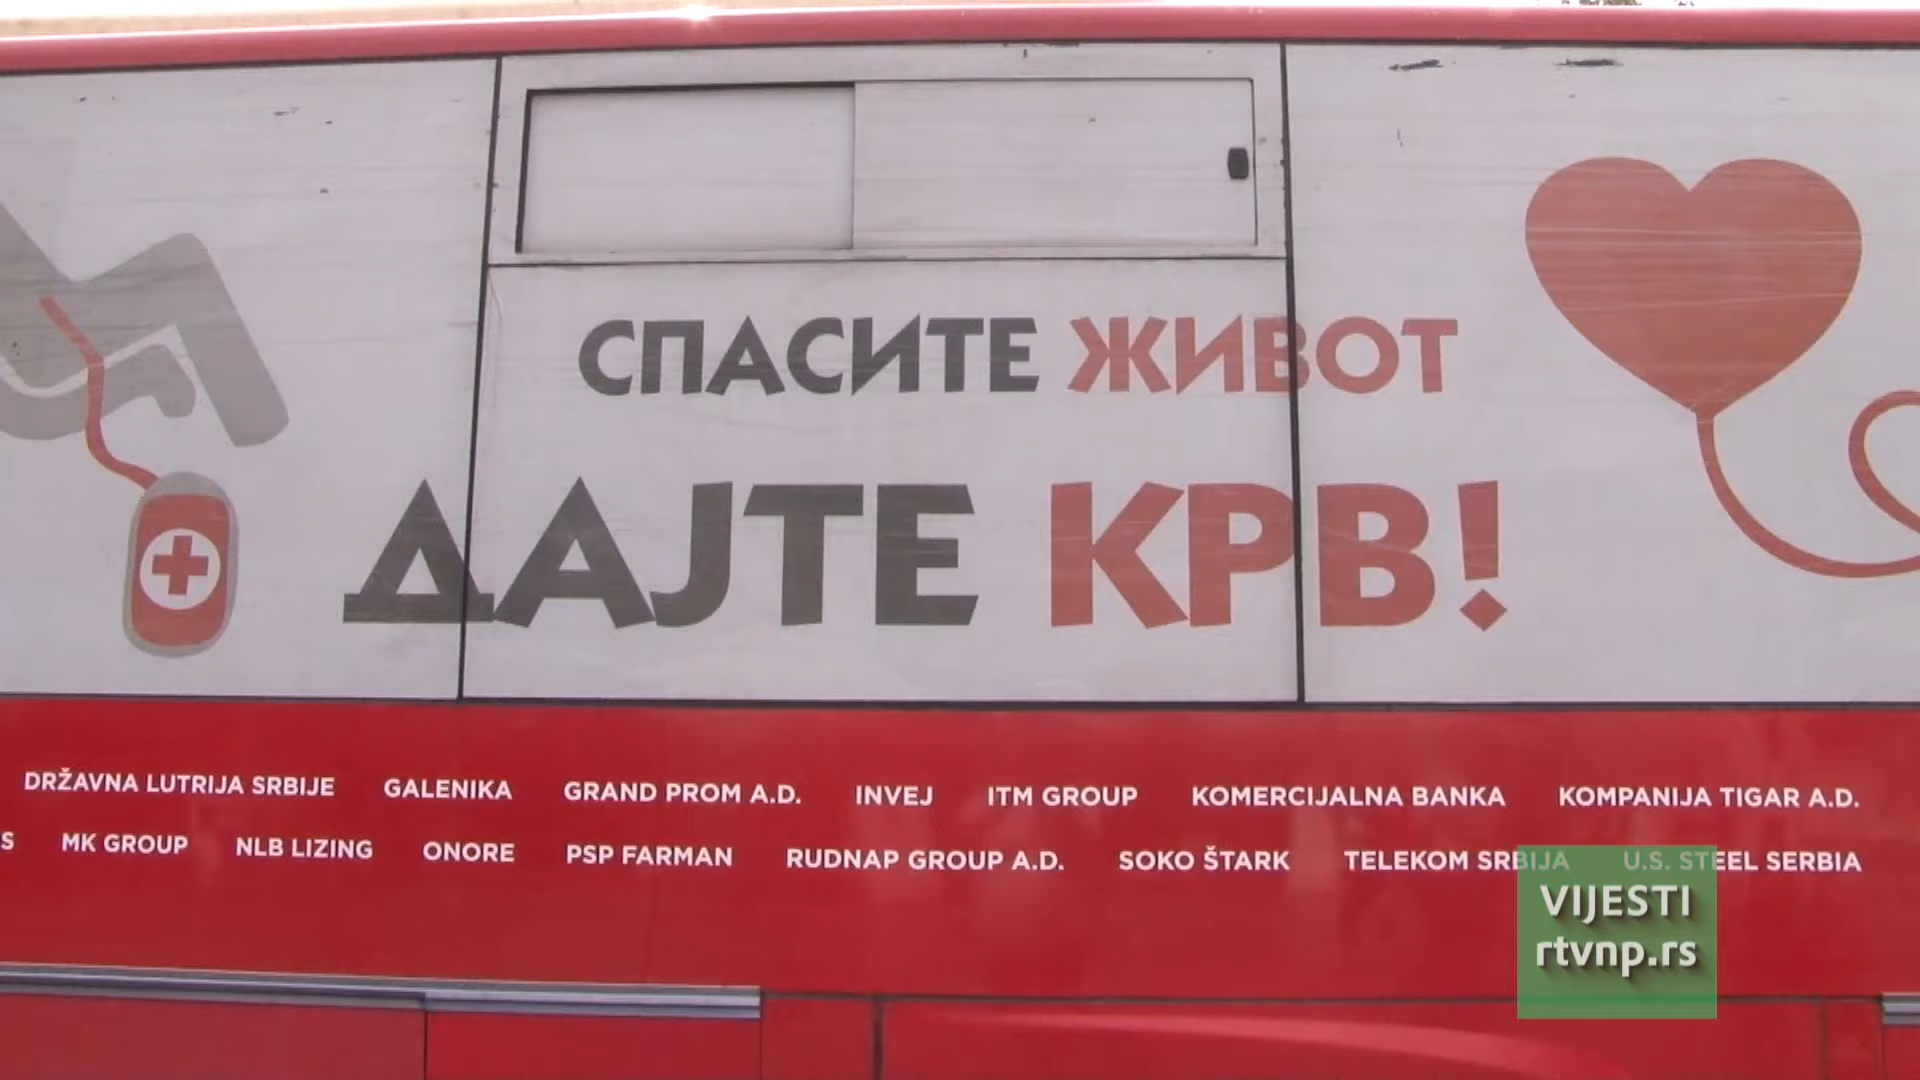 СПАСИТЕ ЖИВОТ
ДАЈТЕ КРВ!
DRŽAVNA LUTRIJA SRBIJE GALENIKA GRAND PROM A.D. INVEJ ITM GROUP KOMERCIJALNA BANKA KOMPANIJA TIGAR A.D.
S MK GROUP NLB LIZING ONORE PSP FARMAN RUDNAP GROUP A.D. SOKO ŠTARK TELEKOM SRBIJA U.S. STEEL SERBIA
VIJESTI
rtvnp.rs